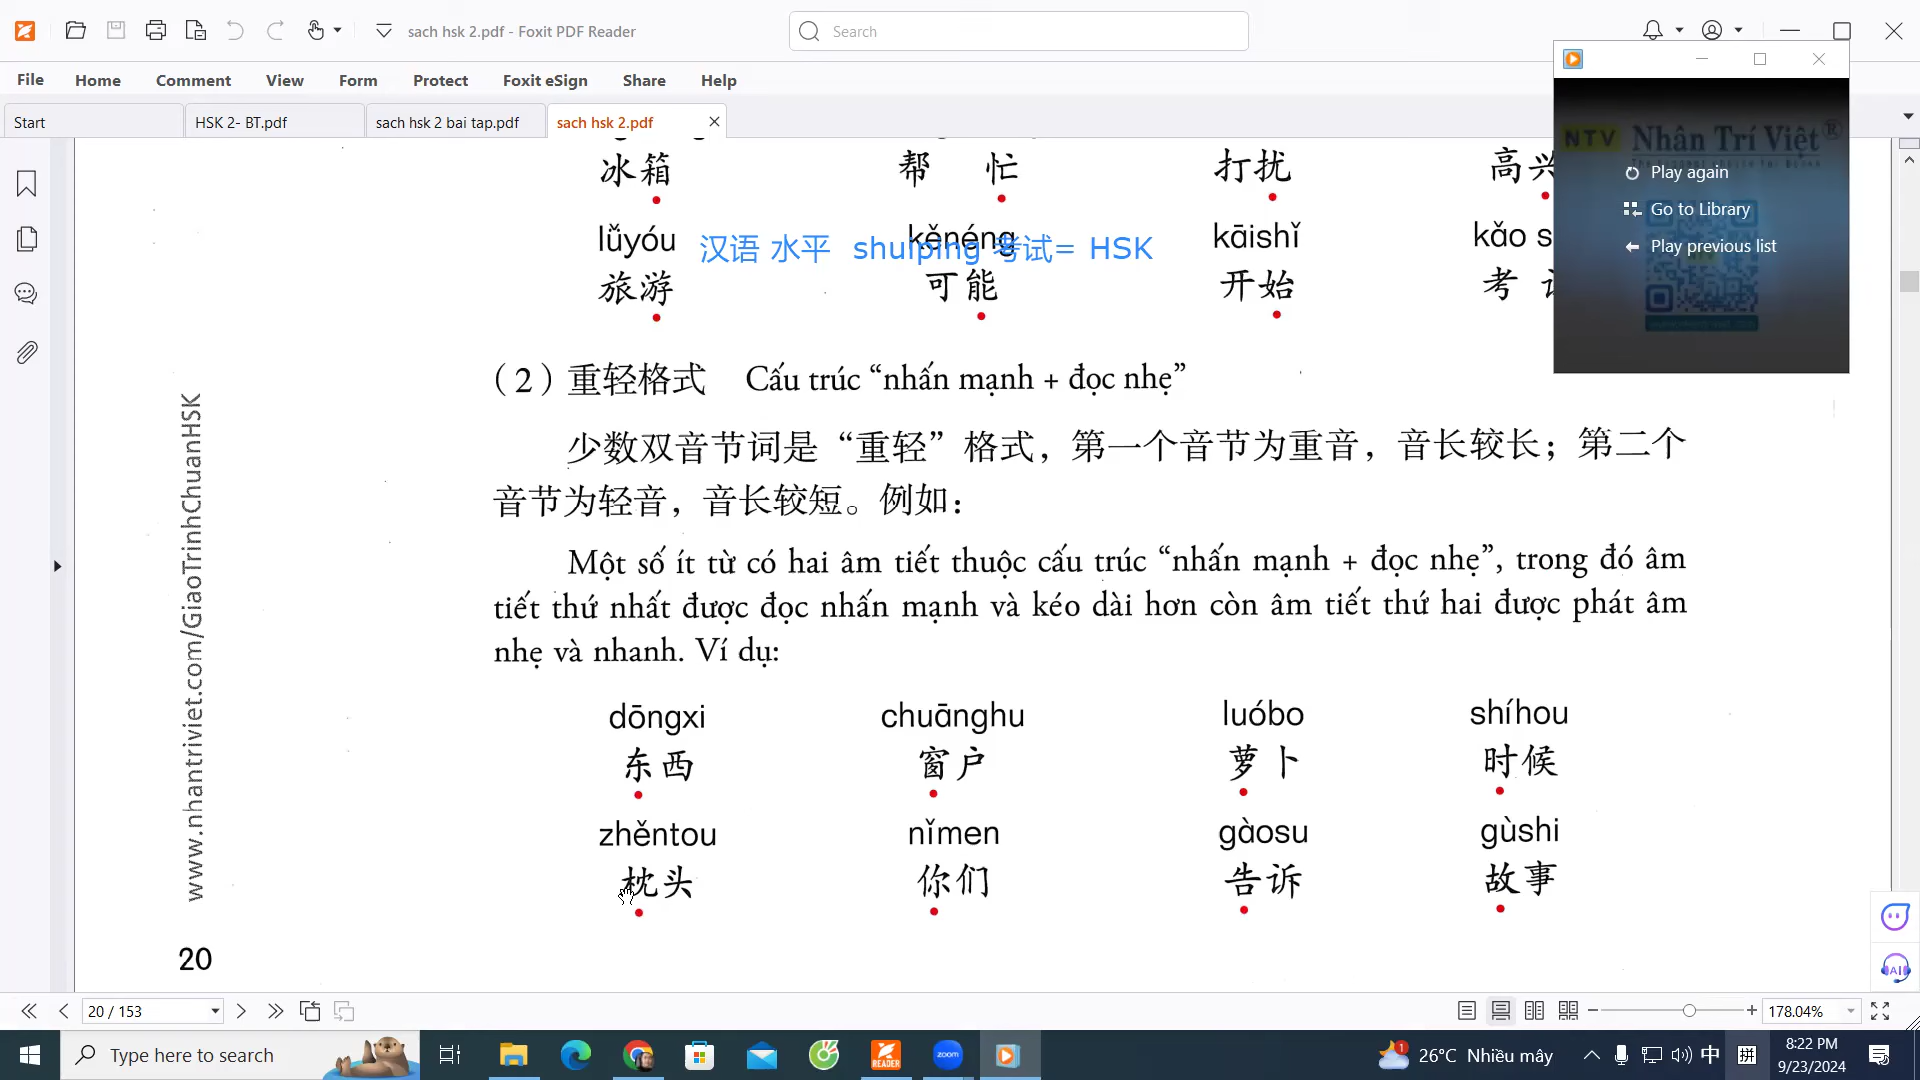 sach hsk 2.pdf - Foxit PDF Reader
Search
File Home Comment View Form Protect Foxit eSign Share Help
Start
HSK 2- BT.pdf
sach hsk 2 bai tap.pdf
sach hsk 2.pdf
冰箱 帮 忙 打扰 高兴
lǚyóu kěnéng kāishǐ kǎo s
汉语 水平 shuiping 考试= HSK
旅游 可能 开始 考
NTV Nhân Trí Việt®
Play again
Go to Library
Play previous list
（2）重轻格式 Cấu trúc “nhấn mạnh + đọc nhẹ”
少数双音节词是“重轻”格式，第一个音节为重音，音长较长；第二个
音节为轻音，音长较短。例如：
Một số ít từ có hai âm tiết thuộc cấu trúc “nhấn mạnh + đọc nhẹ”, trong đó âm
tiết thứ nhất được đọc nhấn mạnh và kéo dài hơn còn âm tiết thứ hai được phát âm
nhẹ và nhanh. Ví dụ:
dōngxi chuānghu luóbo shíhou
东西 窗户 萝卜 时候
zhěntou nǐmen gàosu gùshi
枕头 你们 告诉 故事
www.nhantriviet.com/GiaoTrinhChuanHSK
20
20 / 153
178.04%
Type here to search
READER
zoom
26°C Nhiều mây
中
拼
8:22 PM
9/23/2024